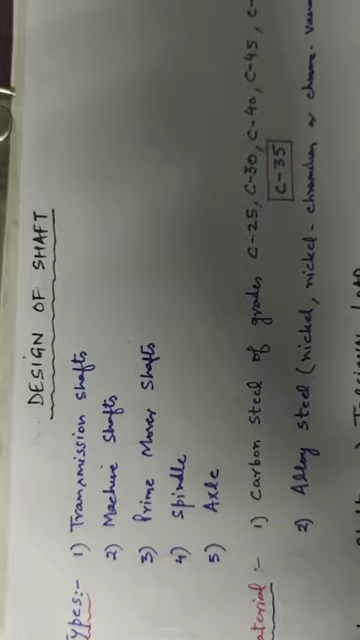 DESIGN OF SHAFT
Types:- 1) Transmission shafts
2) Machine shafts
3) Prime Mover Shafts
4) Spindle
5) Axle
Material:- 1) Carbon steel of grades C-25, C-30, C-40, C-45, C-
C-35
2) Alloy steel (nickel, nickel-chromium